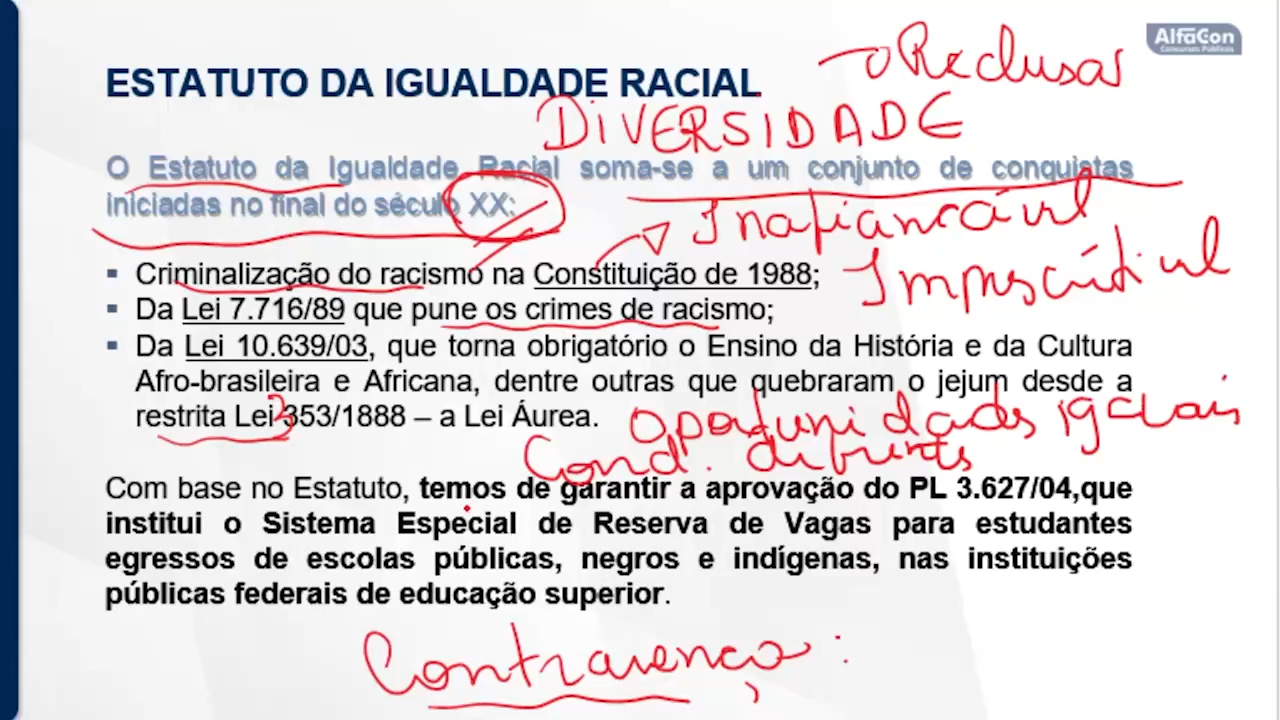 AlfaCon
Concursos Públicos
Reclusão
ESTATUTO DA IGUALDADE RACIAL
DIVERSIDADE
O Estatuto da Igualdade Racial soma-se a um conjunto de conquistas
iniciadas no final do século XX:
Inafiançável
Imprescritível
▪ Criminalização do racismo na Constituição de 1988;
▪ Da Lei 7.716/89 que pune os crimes de racismo;
▪ Da Lei 10.639/03, que torna obrigatório o Ensino da História e da Cultura
Afro-brasileira e Africana, dentre outras que quebraram o jejum desde a
restrita Lei 3353/1888 – a Lei Áurea.
Oportunidades iguais
Cond. diferentes
Com base no Estatuto, temos de garantir a aprovação do PL 3.627/04,que
institui o Sistema Especial de Reserva de Vagas para estudantes
egressos de escolas públicas, negros e indígenas, nas instituições
públicas federais de educação superior.
Contravenção :